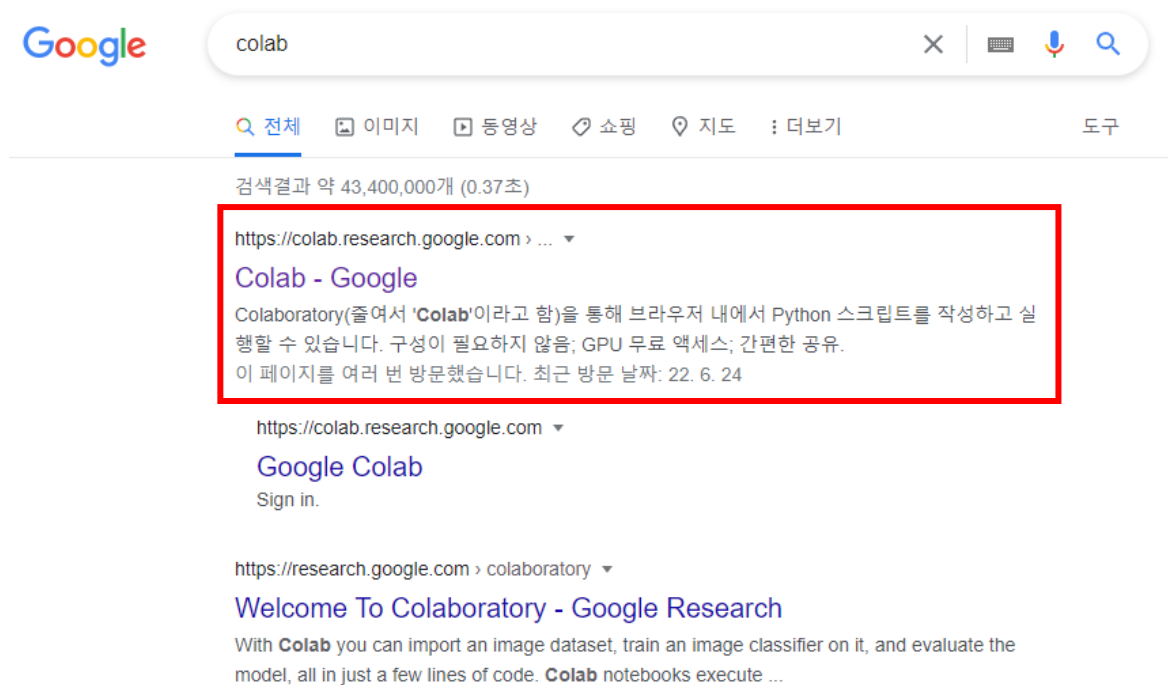 Google
colab
전체 이미지 동영상 쇼핑 지도 더보기 도구
검색결과 약 43,400,000개 (0.37초)
https://colab.research.google.com › ...
Colab - Google
Colaboratory(줄여서 'Colab'이라고 함)을 통해 브라우저 내에서 Python 스크립트를 작성하고 실
행할 수 있습니다. 구성이 필요하지 않음; GPU 무료 액세스; 간편한 공유.
이 페이지를 여러 번 방문했습니다. 최근 방문 날짜: 22. 6. 24
https://colab.research.google.com
Google Colab
Sign in.
https://research.google.com › colaboratory
Welcome To Colaboratory - Google Research
With Colab you can import an image dataset, train an image classifier on it, and evaluate the
model, all in just a few lines of code. Colab notebooks execute ...